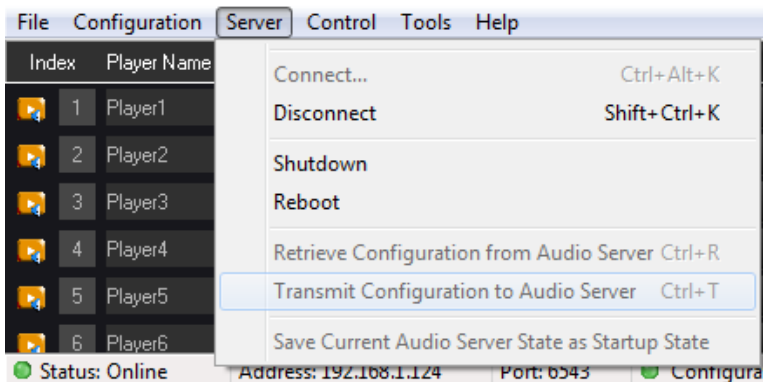 File Configuration Server Control Tools Help
Index Player Name
Connect... Ctrl+Alt+K
1 Player1
Disconnect Shift+Ctrl+K
2 Player2
Shutdown
3 Player3
Reboot
4 Player4
Retrieve Configuration from Audio Server Ctrl+R
5 Player5
Transmit Configuration to Audio Server Ctrl+T
6 Player6
Save Current Audio Server State as Startup State
Status: Online Address: 192.168.1.124 Port: 6543 Configura